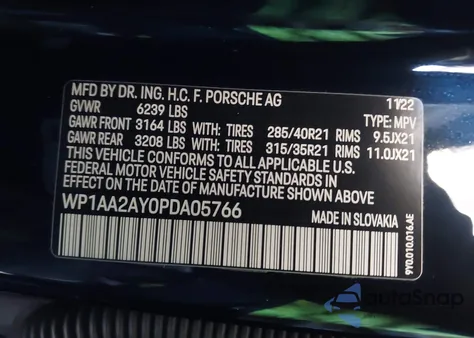 MFD BY DR. ING. H.C. F. PORSCHE AG 11/22
GVWR 6239 LBS TYPE: MPV
GAWR FRONT 3164 LBS WITH: TIRES 285/40R21 RIMS 9.5JX21
GAWR REAR 3208 LBS WITH: TIRES 315/35R21 RIMS 11.0JX21
THIS VEHICLE CONFORMS TO ALL APPLICABLE U.S.
FEDERAL MOTOR VEHICLE SAFETY STANDARDS IN
EFFECT ON THE DATE OF MANUFACTURE SHOWN ABOVE.
WP1AA2AY0PDA05766
MADE IN SLOVAKIA
9Y0.010.016.AE
autoSnap